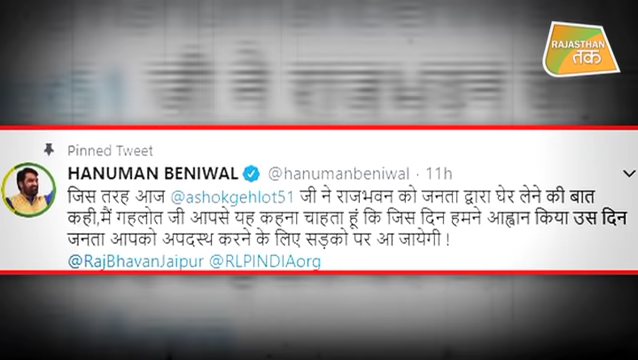 RAJASTHAN
तक
Pinned Tweet
HANUMAN BENIWAL @hanumanbeniwal · 11h
जिस तरह आज @ashokgehlot51 जी ने राजभवन को जनता द्वारा घेर लेने की बात
कही,मैं गहलोत जी आपसे यह कहना चाहता हूं कि जिस दिन हमने आह्वान किया उस दिन
जनता आपको अपदस्थ करने के लिए सड़को पर आ जायेगी !
@RajBhavanJaipur @RLPINDIAorg